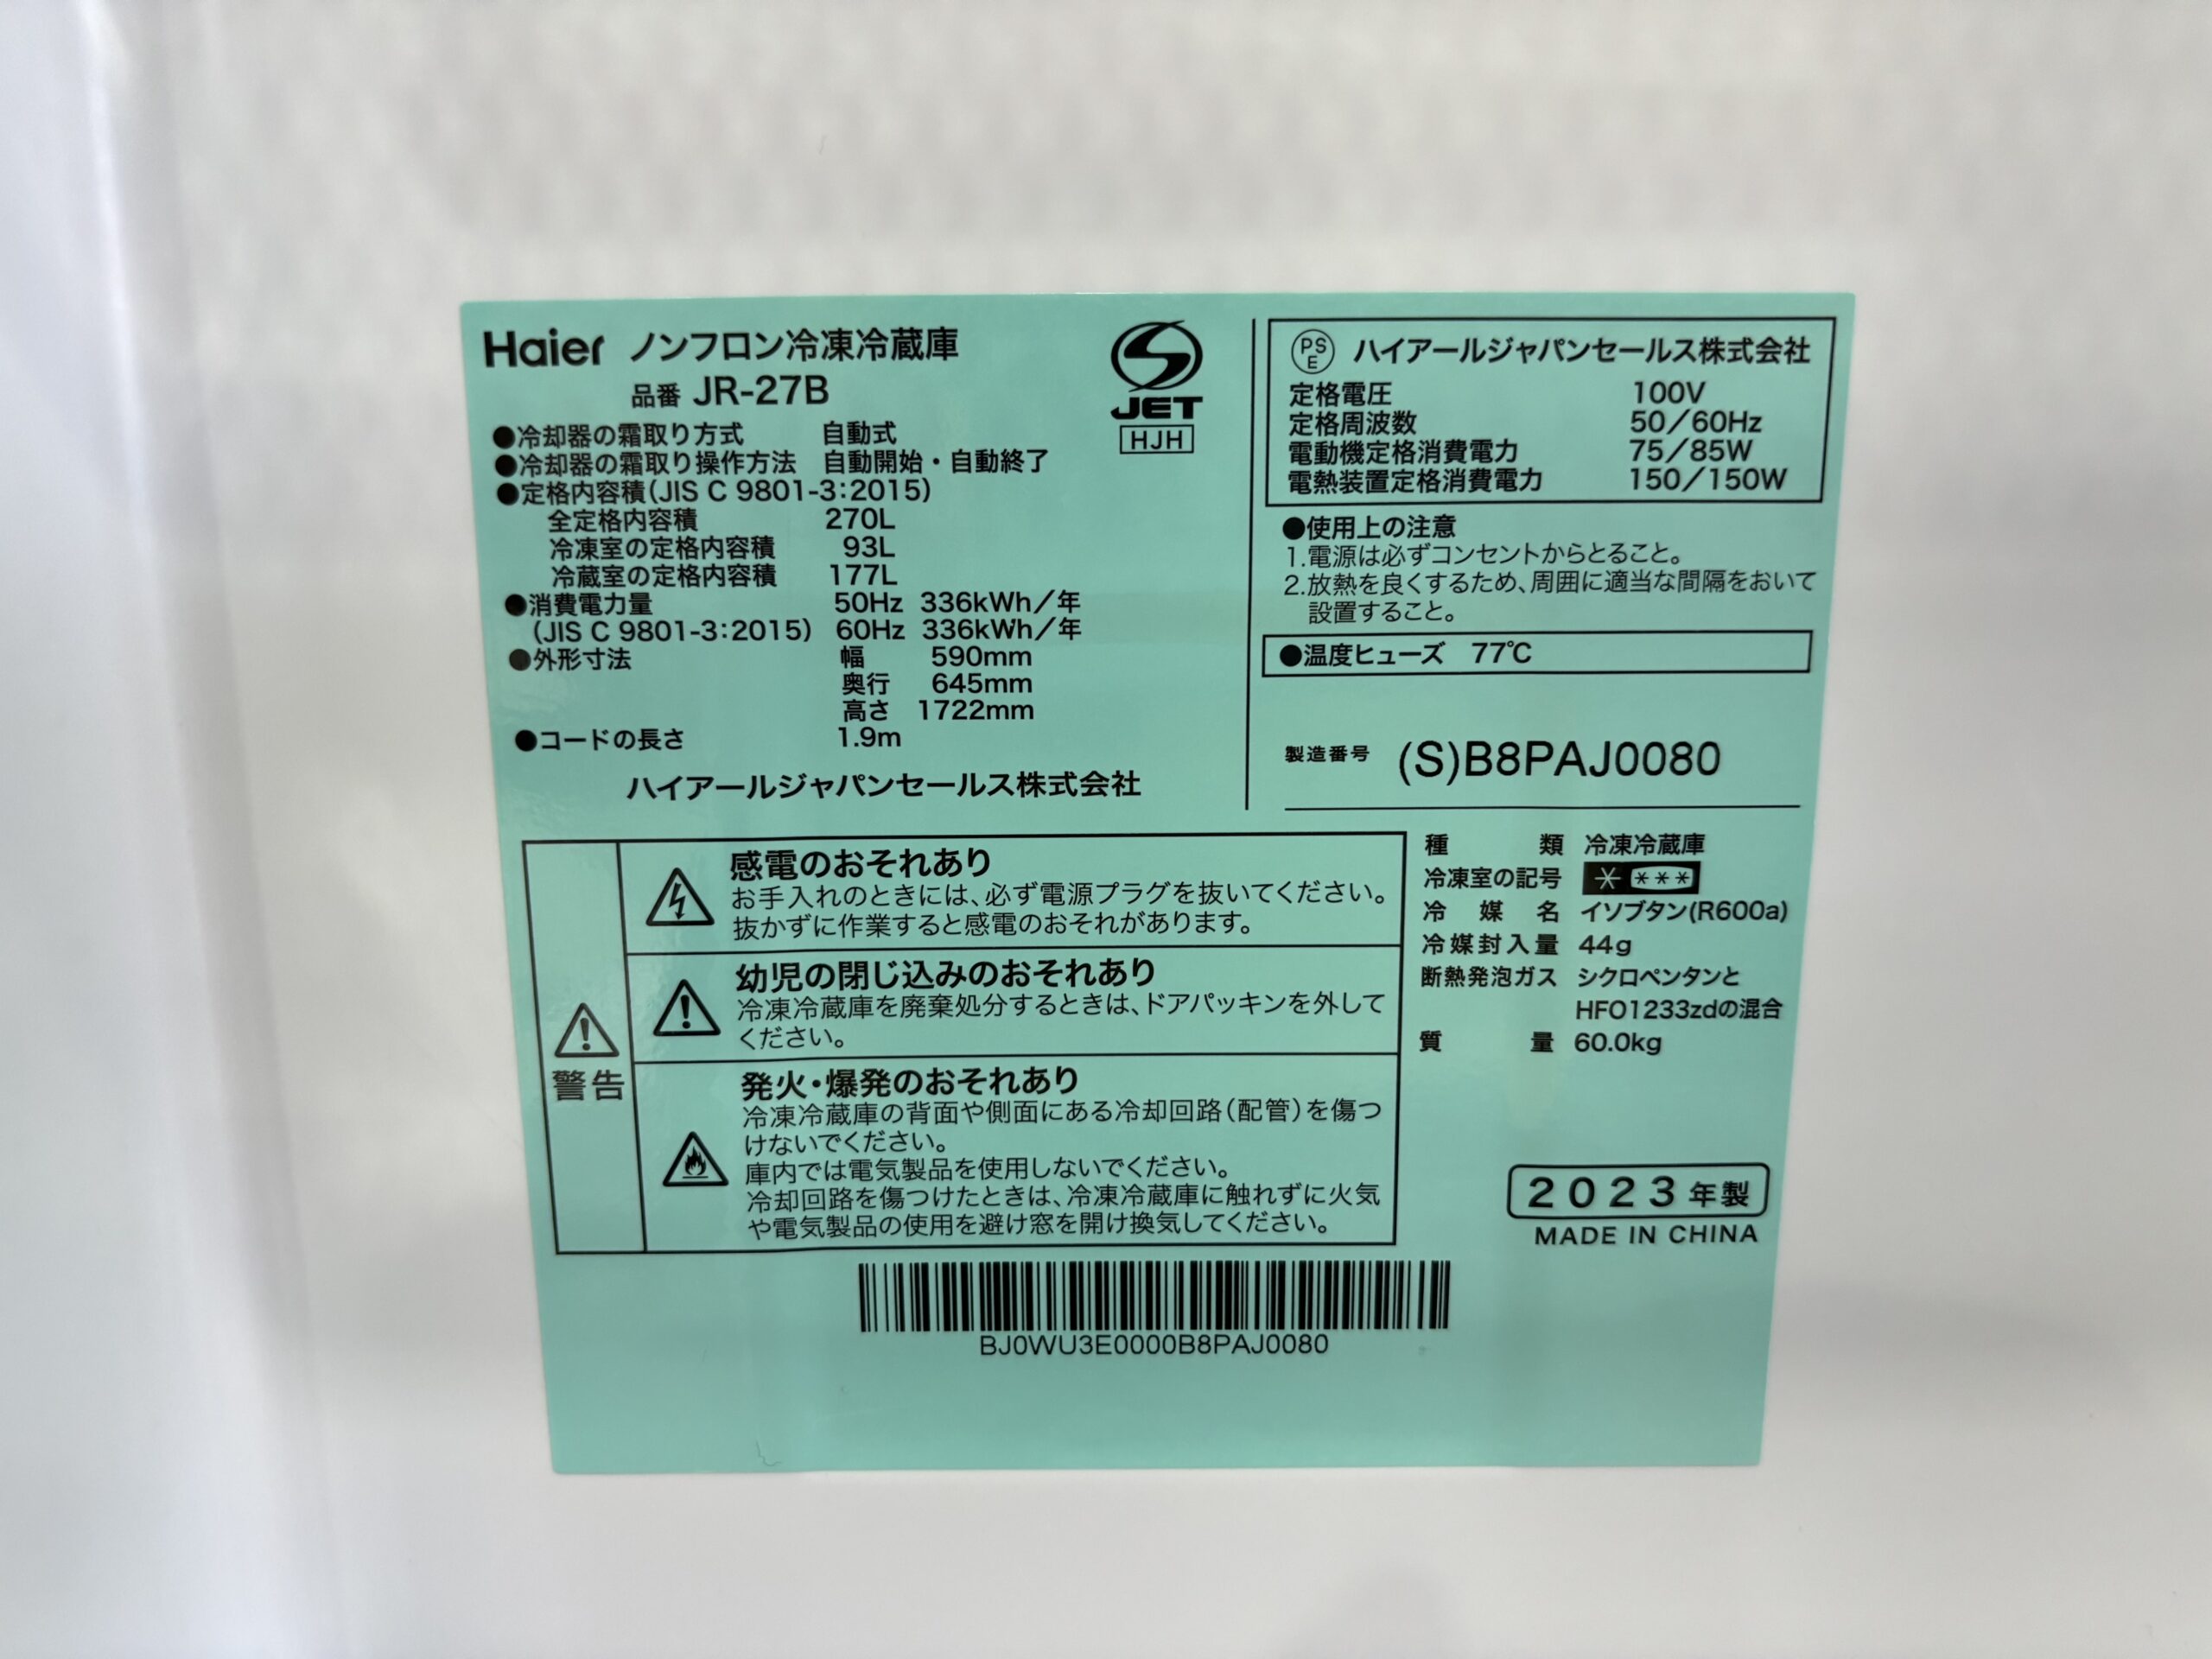 Haier ノンフロン冷凍冷蔵庫
品番 JR-27B
●冷却器の霜取り方式 自動式
●冷却器の霜取り操作方法 自動開始・自動終了
●定格内容積(JIS C 9801-3:2015)
全定格内容積 270L
冷凍室の定格内容積 93L
冷蔵室の定格内容積 177L
●消費電力量 50Hz 336kWh/年
(JIS C 9801-3:2015) 60Hz 336kWh/年
●外形寸法 幅 590mm
奥行 645mm
高さ 1722mm
●コードの長さ 1.9m
ハイアールジャパンセールス株式会社
JET
HJH
PSE ハイアールジャパンセールス株式会社
定格電圧 100V
定格周波数 50/60Hz
電動機定格消費電力 75/85W
電熱装置定格消費電力 150/150W
●使用上の注意
1.電源は必ずコンセントからとること。
2.放熱を良くするため、周囲に適当な間隔をおいて
設置すること。
●温度ヒューズ 77℃
製造番号 (S)B8PAJ0080
警告
感電のおそれあり
お手入れのときには、必ず電源プラグを抜いてください。
抜かずに作業すると感電のおそれがあります。
幼児の閉じ込みのおそれあり
冷凍冷蔵庫を廃棄処分するときは、ドアパッキンを外して
ください。
発火・爆発のおそれあり
冷凍冷蔵庫の背面や側面にある冷却回路(配管)を傷つ
けないでください。
庫内では電気製品を使用しないでください。
冷却回路を傷つけたときは、冷凍冷蔵庫に触れずに火気
や電気製品の使用を避け窓を開け換気してください。
種類 冷凍冷蔵庫
冷凍室の記号 * ***
冷媒名 イソブタン(R600a)
冷媒封入量 44g
断熱発泡ガス シクロペンタンと
HFO1233zdの混合
質量 60.0kg
2023年製
MADE IN CHINA
BJ0WU3E0000B8PAJ0080